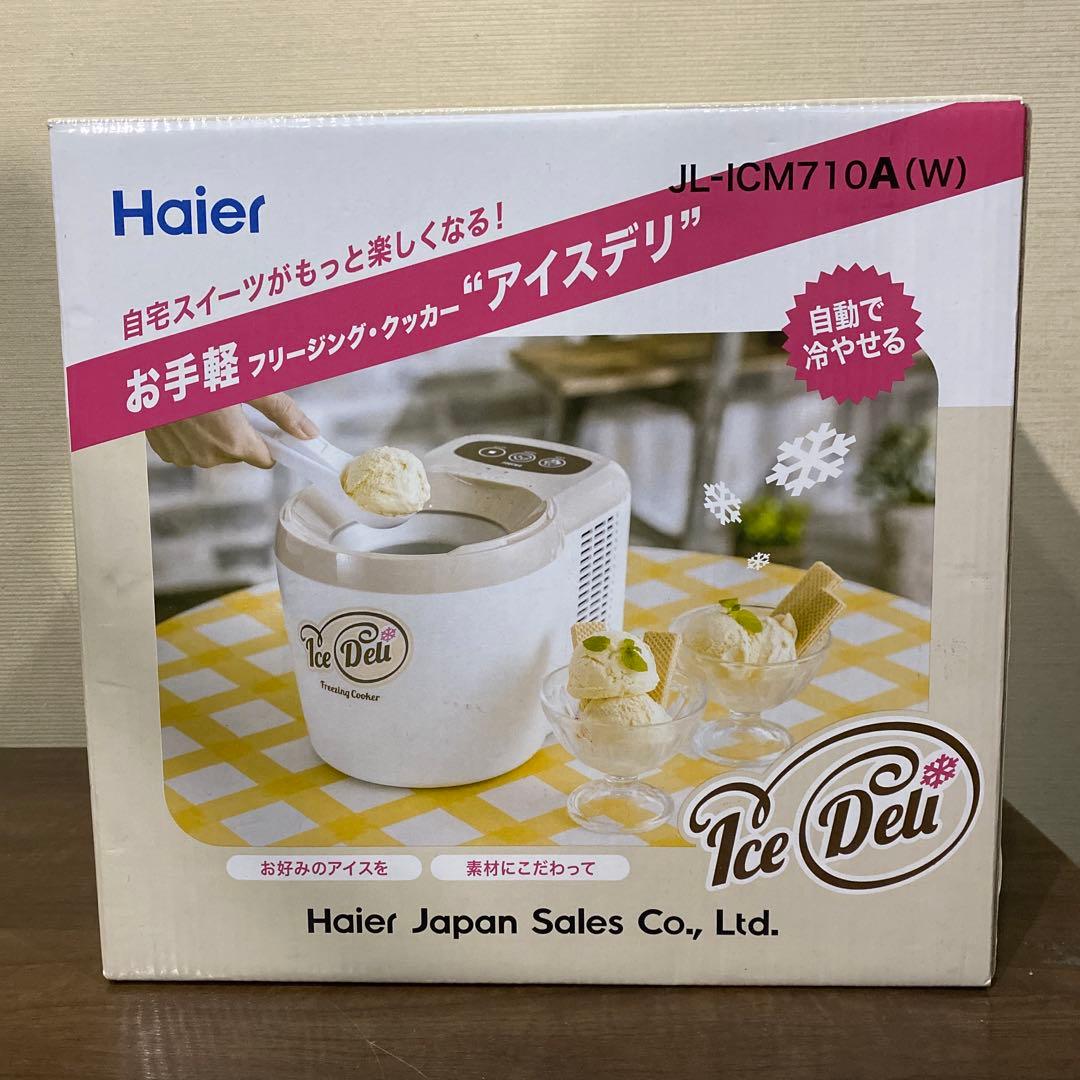 JL-ICM710A(W)
Haier
自宅スイーツがもっと楽しくなる!
お手軽 フリージング・クッカー “アイスデリ”
自動で
冷やせる
Ice Deli
Freezing Cooker
Ice Deli
お好みのアイスを
素材にこだわって
Haier Japan Sales Co., Ltd.